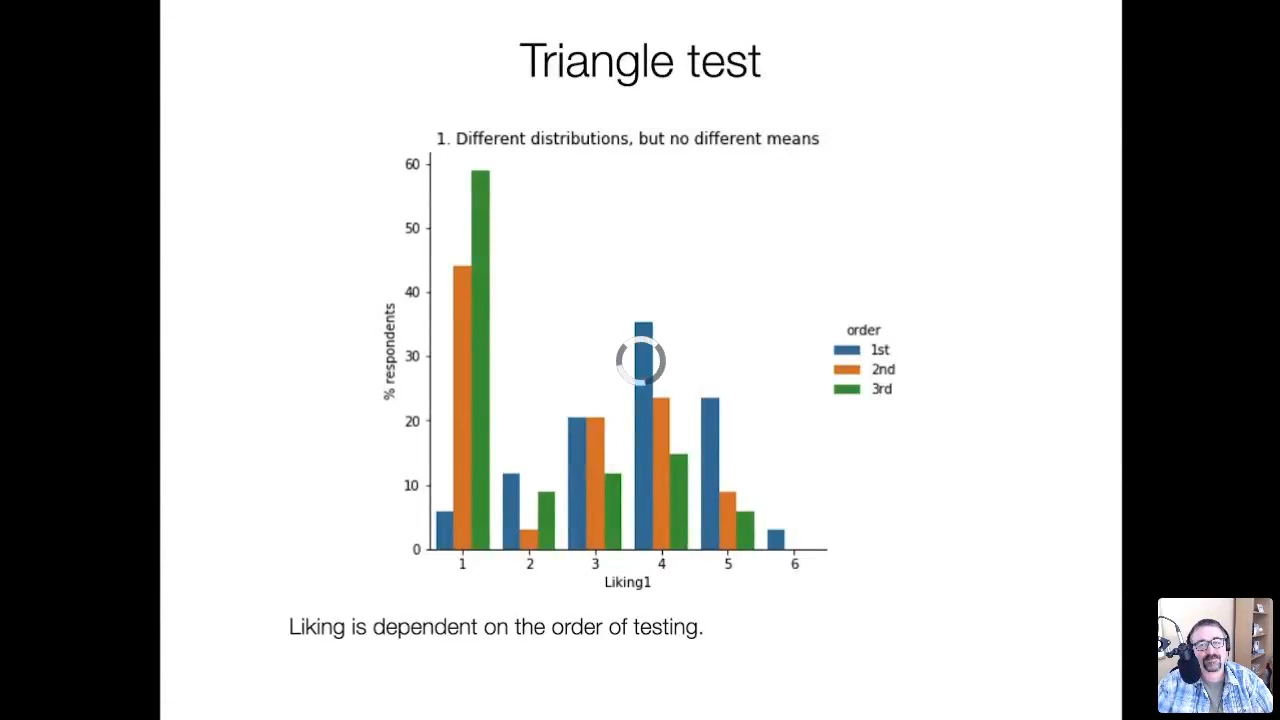 Triangle test
1. Different distributions, but no different means
60
50
40
30
20
10
0
% respondents
1 2 3 4 5 6
Liking1
order
1st
2nd
3rd
Liking is dependent on the order of testing.